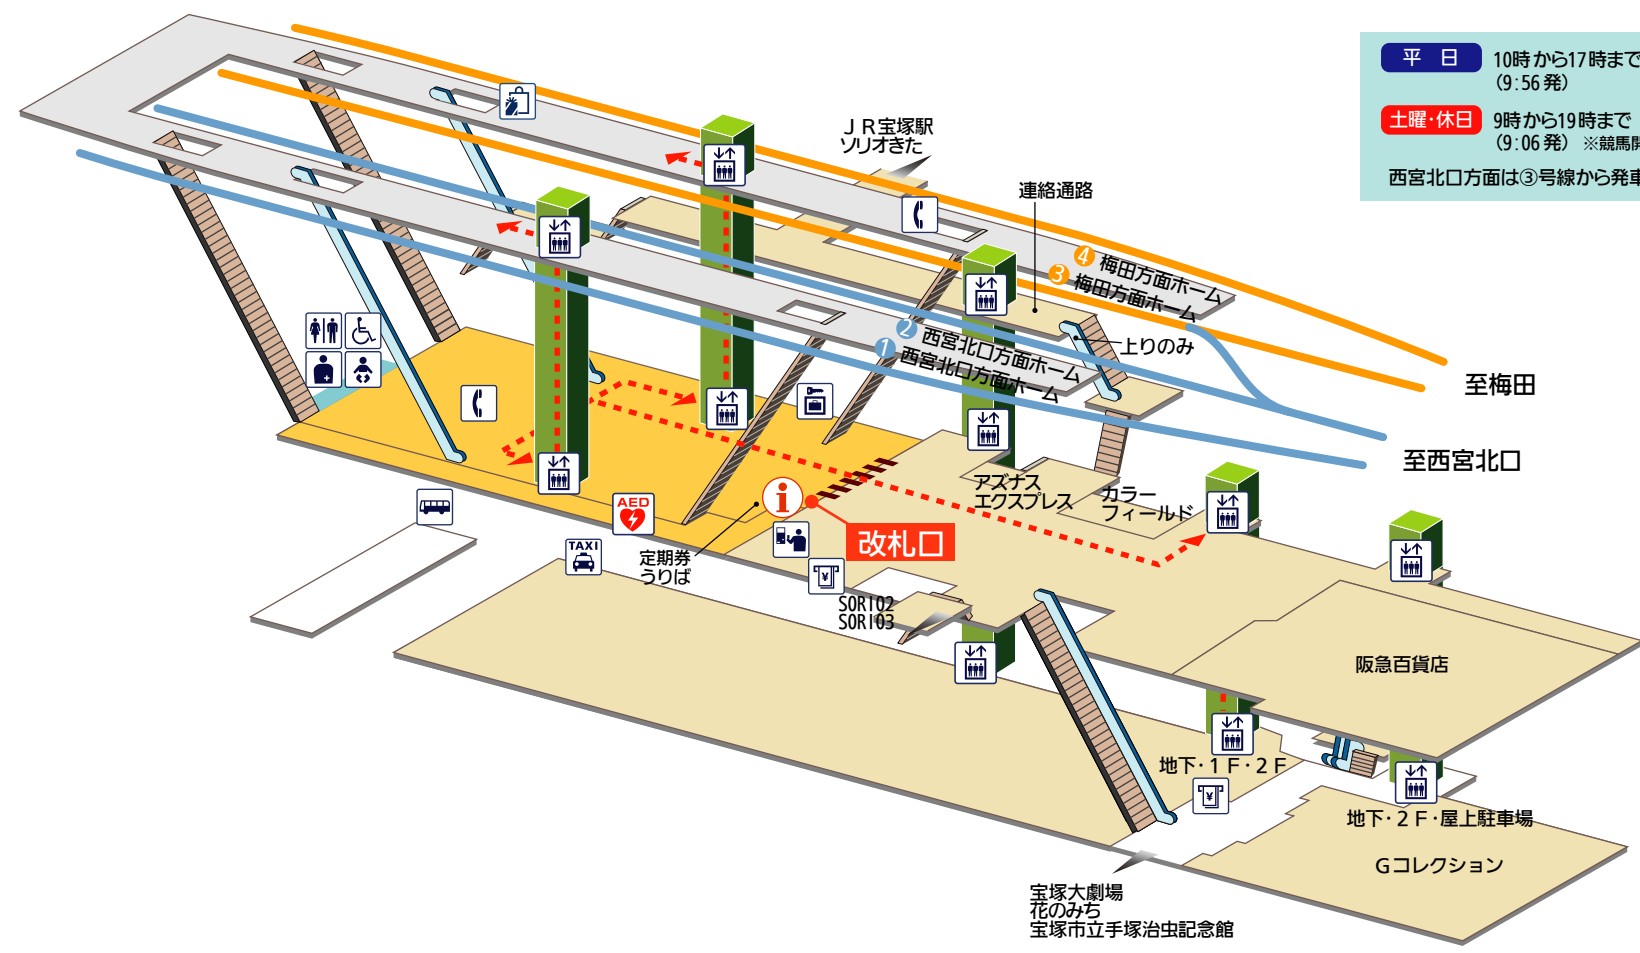 平 日
10時から17時まで
(9:56発)
土曜・休日
9時から19時まで
(9:06発) ※競馬開
西宮北口方面は③号線から発車
JR宝塚駅
ソリオきた
連絡通路
4 梅田方面ホーム
3 梅田方面ホーム
2 西宮北口方面ホーム
1 西宮北口方面ホーム
上りのみ
至梅田
至西宮北口
アズナス
エクスプレス
カラー
フィールド
AED
i
改札口
定期券
うりば
TAXI
¥
SORIO2
SORIO3
阪急百貨店
地下・1F・2F
¥
地下・2F・屋上駐車場
Gコレクション
宝塚大劇場
花のみち
宝塚市立手塚治虫記念館